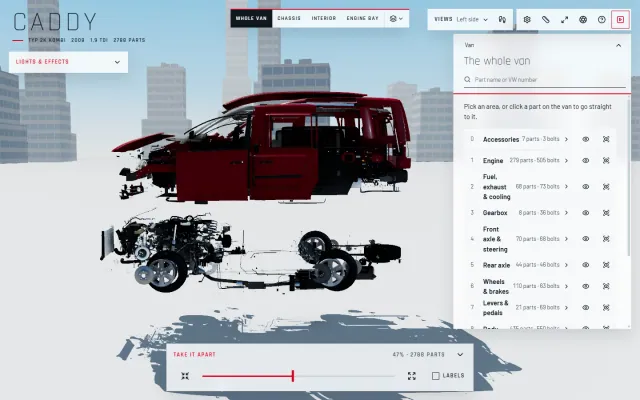 CADDY
TYP 2K KOMBI 2009 1.9 TDI 2798 PARTS
LIGHTS & EFFECTS
WHOLE VAN CHASSIS INTERIOR ENGINE BAY
VIEWS Left side
Van
The whole van
Part name or VW number
Pick an area, or click a part on the van to go straight
to it.
0 Accessories 7 parts · 3 bolts
1 Engine 279 parts · 505 bolts
2 Fuel,
exhaust
& cooling
68 parts · 73 bolts
3 Gearbox 8 parts · 36 bolts
4 Front
axle &
steering
70 parts · 68 bolts
5 Rear axle 44 parts · 46 bolts
6 Wheels
& brakes
110 parts · 63 bolts
7 Levers &
pedals
21 parts · 69 bolts
TAKE IT APART 47% · 2798 PARTS
LABELS